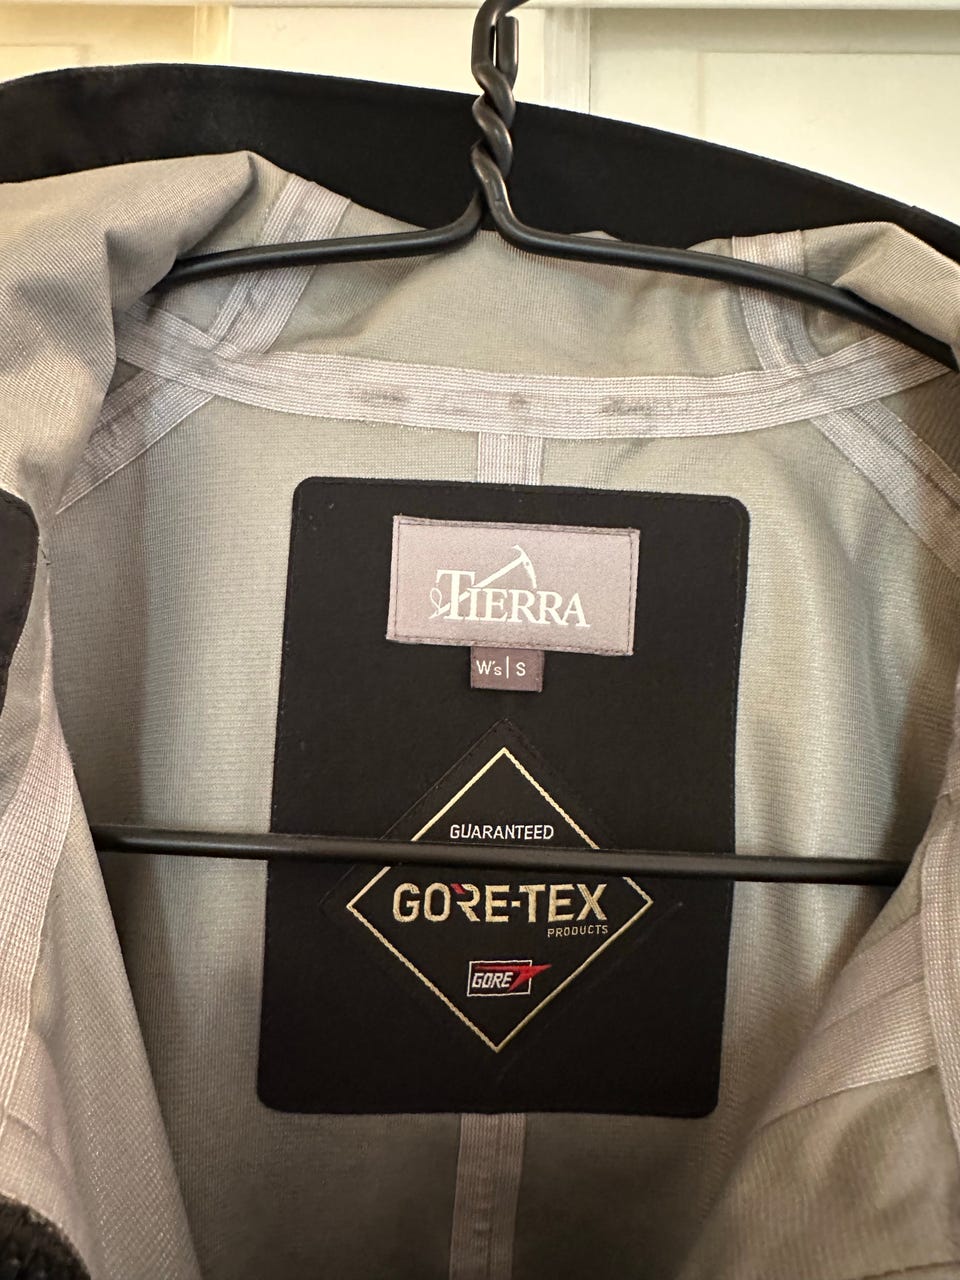 TIERRA
W's | S
GUARANTEED
GORE-TEX
PRODUCTS
GORE